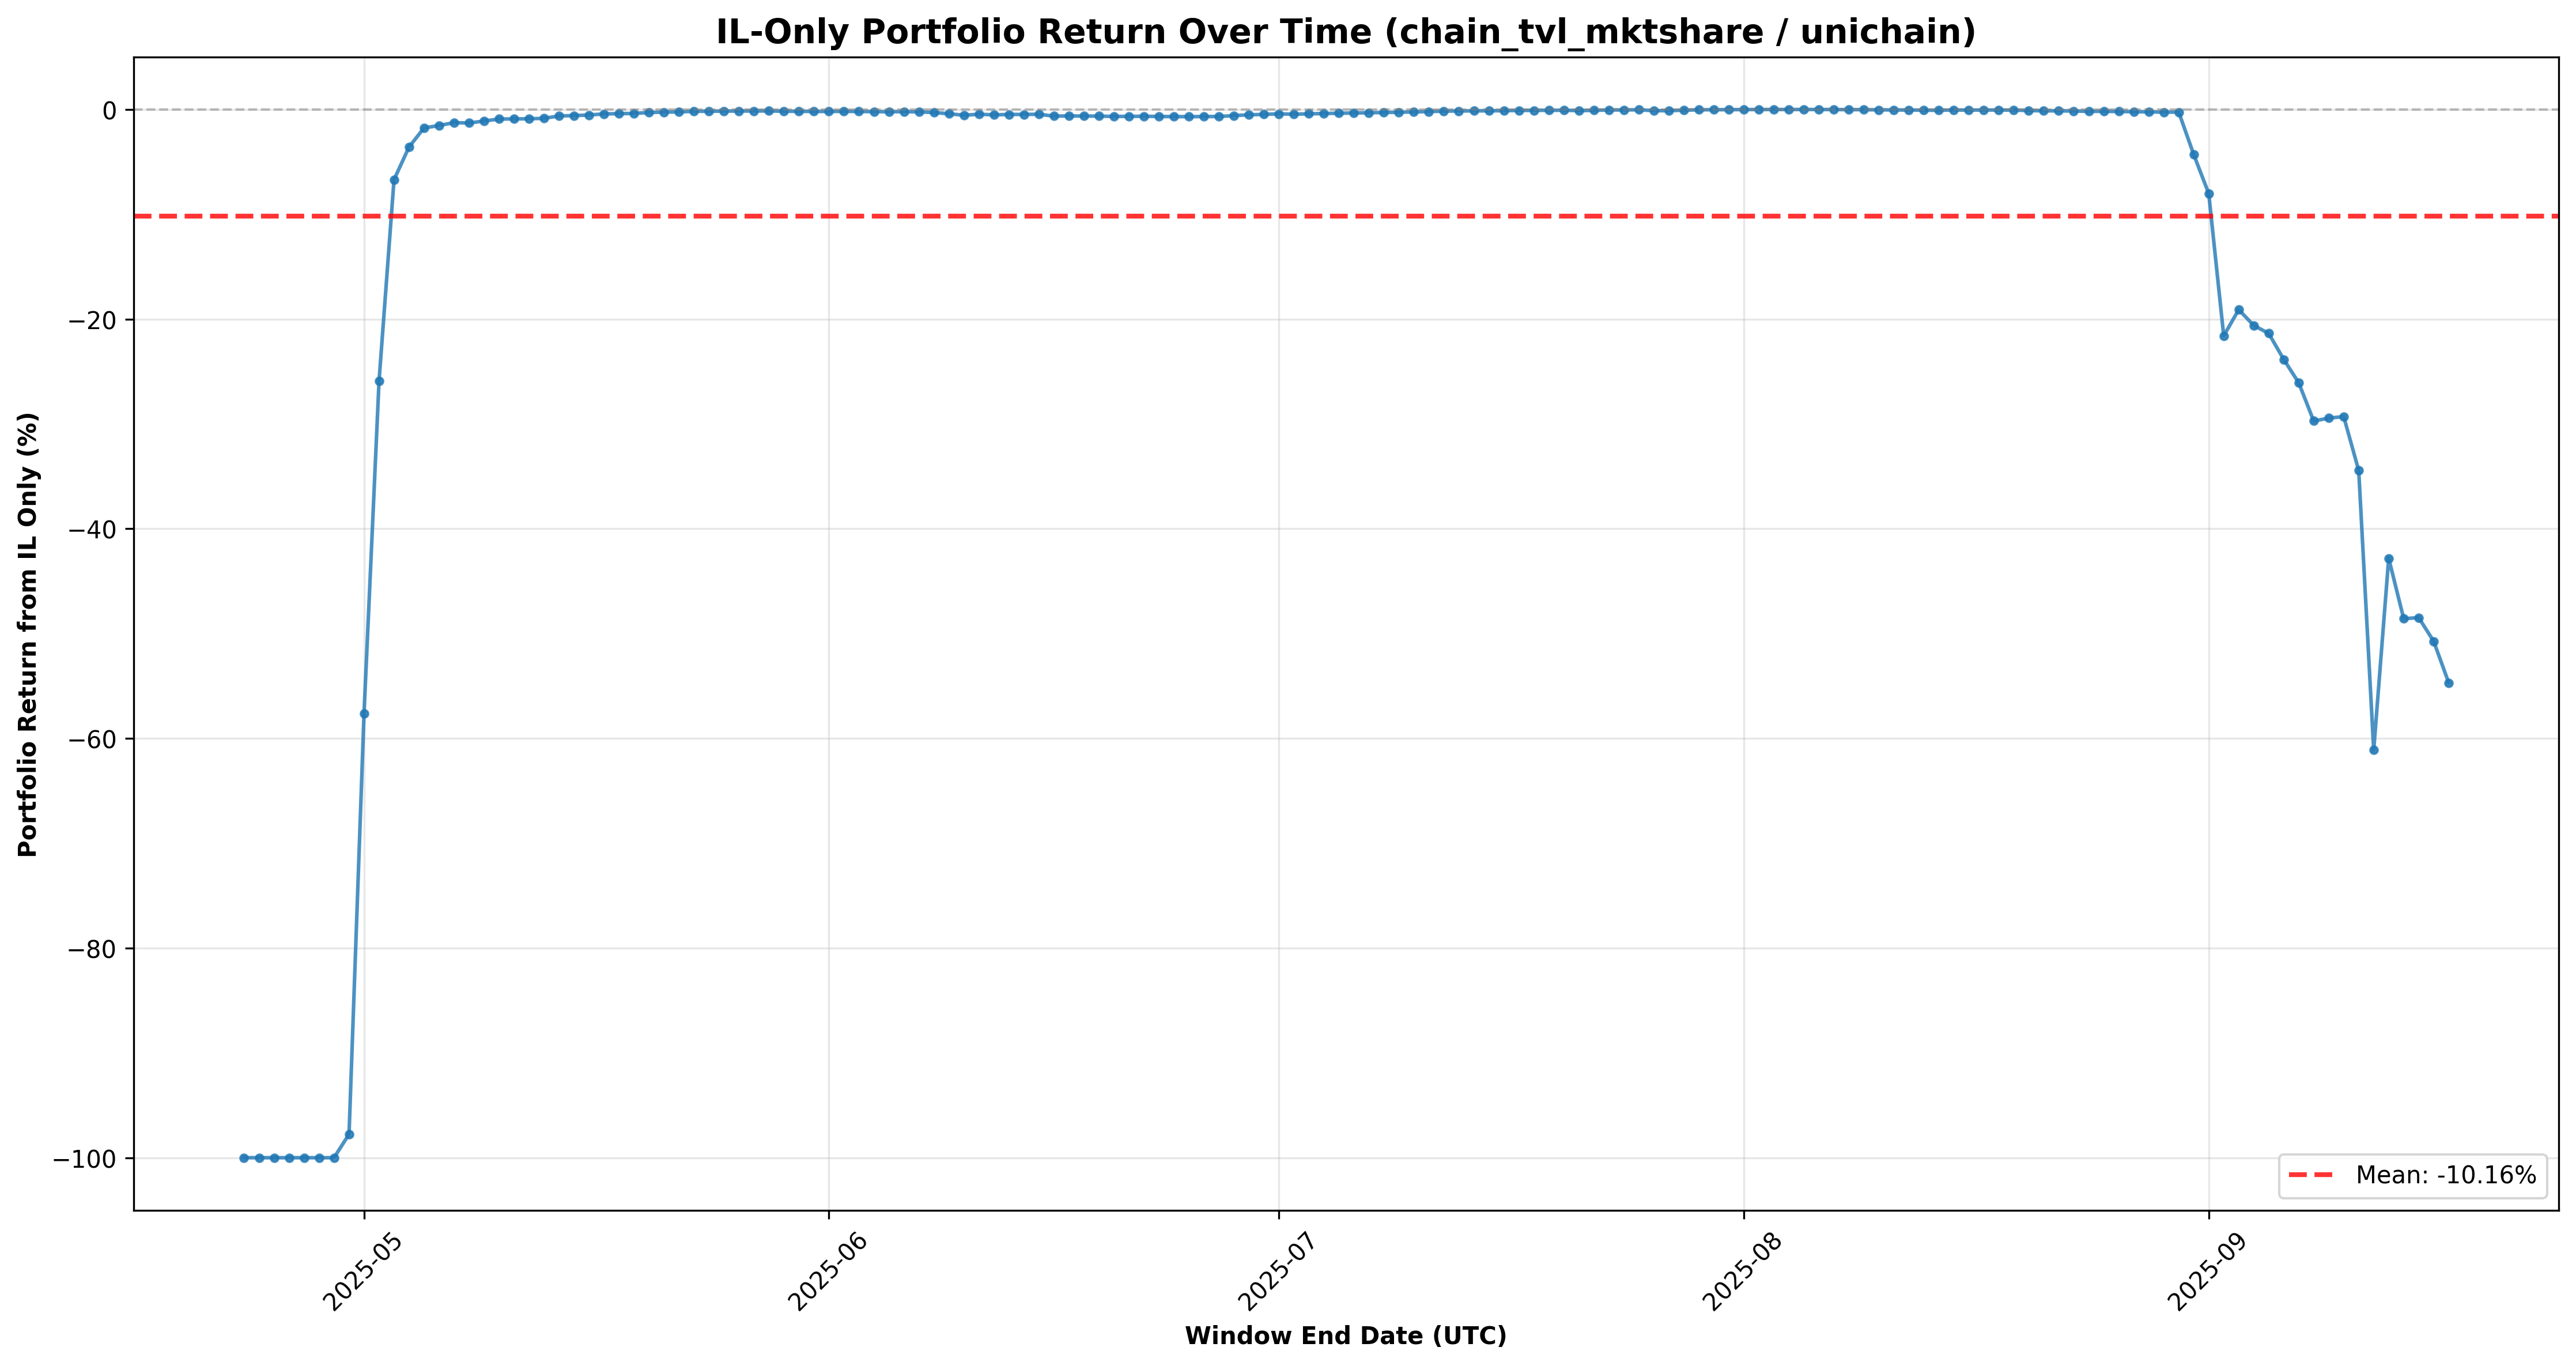 IL-Only Portfolio Return Over Time (chain_tvl_mktshare / unichain)
Portfolio Return from IL Only (%)
0
−20
−40
−60
−80
−100
Mean: -10.16%
2025-05
2025-06
2025-07
2025-08
2025-09
Window End Date (UTC)